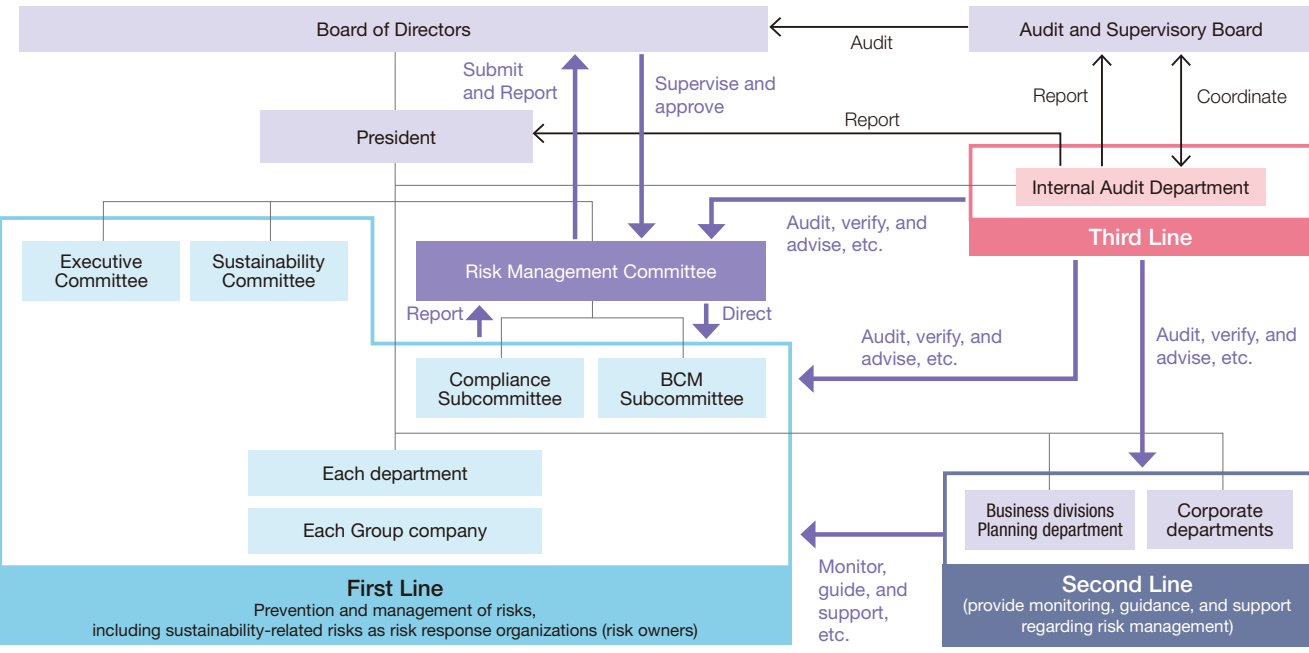 Board of Directors
Audit and Supervisory Board
Audit
Submit
and Report
Supervise and
approve
Report
Coordinate
President
Report
Internal Audit Department
Third Line
Audit, verify, and
advise, etc.
Executive
Committee
Sustainability
Committee
Risk Management Committee
Report
Direct
Audit, verify, and
advise, etc.
Audit, verify, and
advise, etc.
Compliance
Subcommittee
BCM
Subcommittee
Each department
Each Group company
Business divisions
Planning department
Corporate
departments
Monitor,
guide, and
support,
etc.
First Line
Prevention and management of risks,
including sustainability-related risks as risk response organizations (risk owners)
Second Line
(provide monitoring, guidance, and support
regarding risk management)